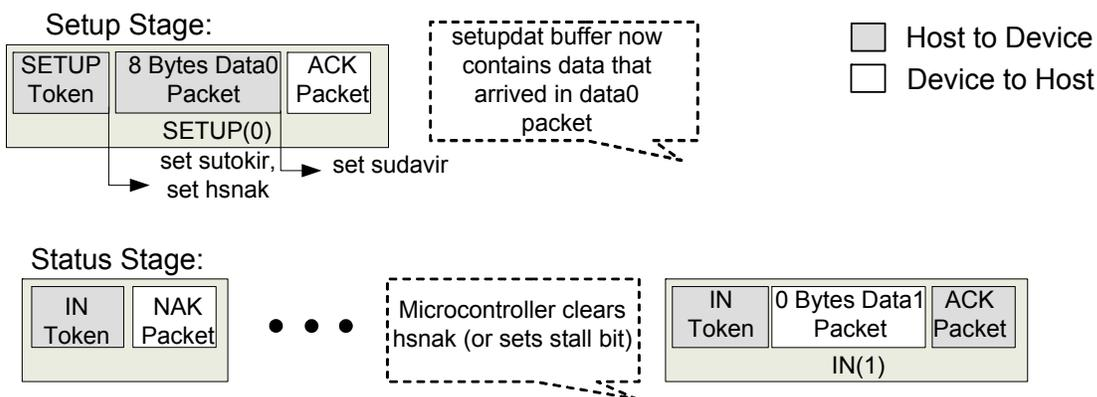 Setup Stage:
SETUP
Token
8 Bytes Data0
Packet
ACK
Packet
SETUP(0)
set sutokir,
set hsnak
set sudavir
setupdat buffer now
contains data that
arrived in data0
packet
Host to Device
Device to Host
Status Stage:
IN
Token
NAK
Packet
Microcontroller clears
hsnak (or sets stall bit)
IN
Token
0 Bytes Data1
Packet
ACK
Packet
IN(1)